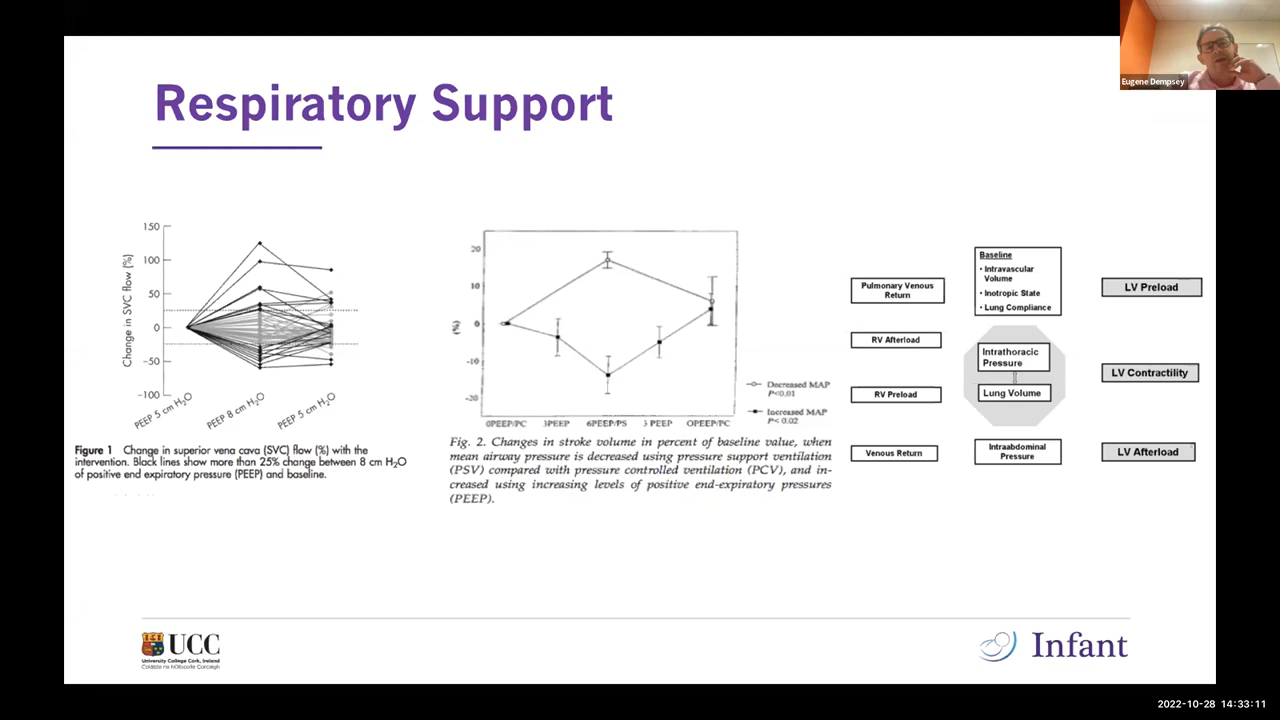 Eugene Dempsey
Respiratory Support
150
100
50
0
−50
−100
Change in SVC flow (%)
PEEP 5 cm H2O
PEEP 8 cm H2O
PEEP 5 cm H2O
Figure 1 Change in superior vena cava (SVC) flow (%) with the
intervention. Black lines show more than 25% change between 8 cm H2O
of positive end expiratory pressure (PEEP) and baseline.
20
10
0
-10
-20
(%)
0PEEP/PC
3PEEP
6PEEP/PS
3 PEEP
OPEEP/PC
Decreased MAP
P<0.01
Increased MAP
P< 0.02
Fig. 2. Changes in stroke volume in percent of baseline value, when
mean airway pressure is decreased using pressure support ventilation
(PSV) compared with pressure controlled ventilation (PCV), and in-
creased using increasing levels of positive end-expiratory pressures
(PEEP).
Pulmonary Venous
Return
RV Afterload
RV Preload
Venous Return
Baseline
• Intravascular
Volume
• Inotropic State
• Lung Compliance
Intrathoracic
Pressure
Lung Volume
Intraabdominal
Pressure
LV Preload
LV Contractility
LV Afterload
UCC
University College Cork, Ireland
Coláiste na hOllscoile Corcaigh
Infant
2022-10-28 14:33:11